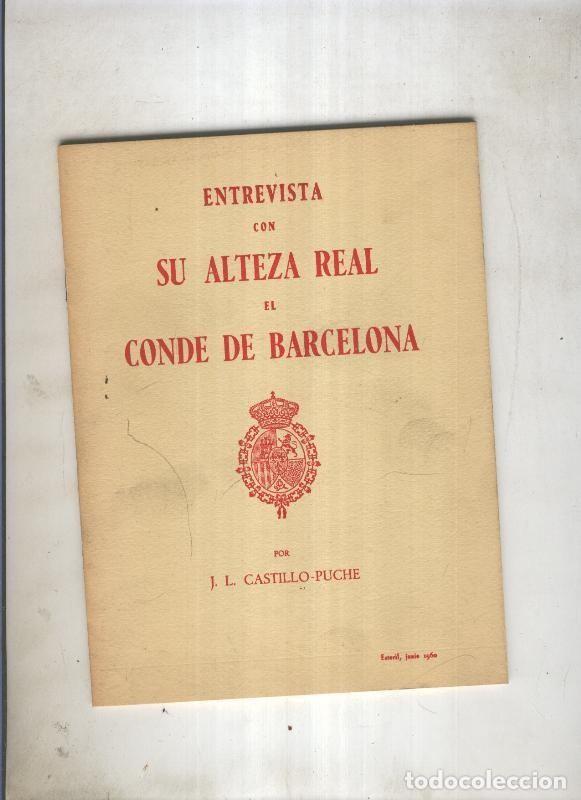 ENTREVISTA
CON
SU ALTEZA REAL
EL
CONDE DE BARCELONA
POR
J. L. CASTILLO-PUCHE
Estoril, junio 1960
todocoleccion